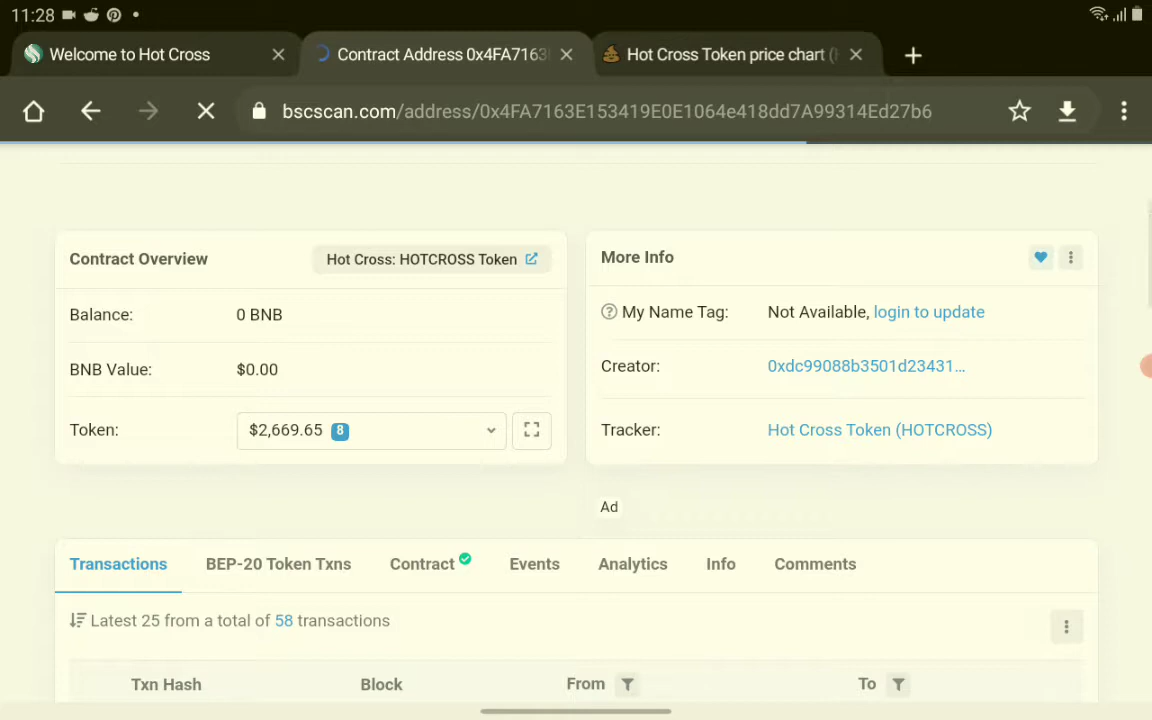 11:28
Welcome to Hot Cross
Contract Address 0x4FA7163
Hot Cross Token price chart (
bscscan.com/address/0x4FA7163E153419E0E1064e418dd7A99314Ed27b6
Contract Overview
Hot Cross: HOTCROSS Token
Balance:
0 BNB
BNB Value:
$0.00
Token:
$2,669.65
8
More Info
My Name Tag:
Not Available, login to update
Creator:
0xdc99088b3501d23431...
Tracker:
Hot Cross Token (HOTCROSS)
Ad
Transactions
BEP-20 Token Txns
Contract
Events
Analytics
Info
Comments
Latest 25 from a total of 58 transactions
Txn Hash
Block
From
To